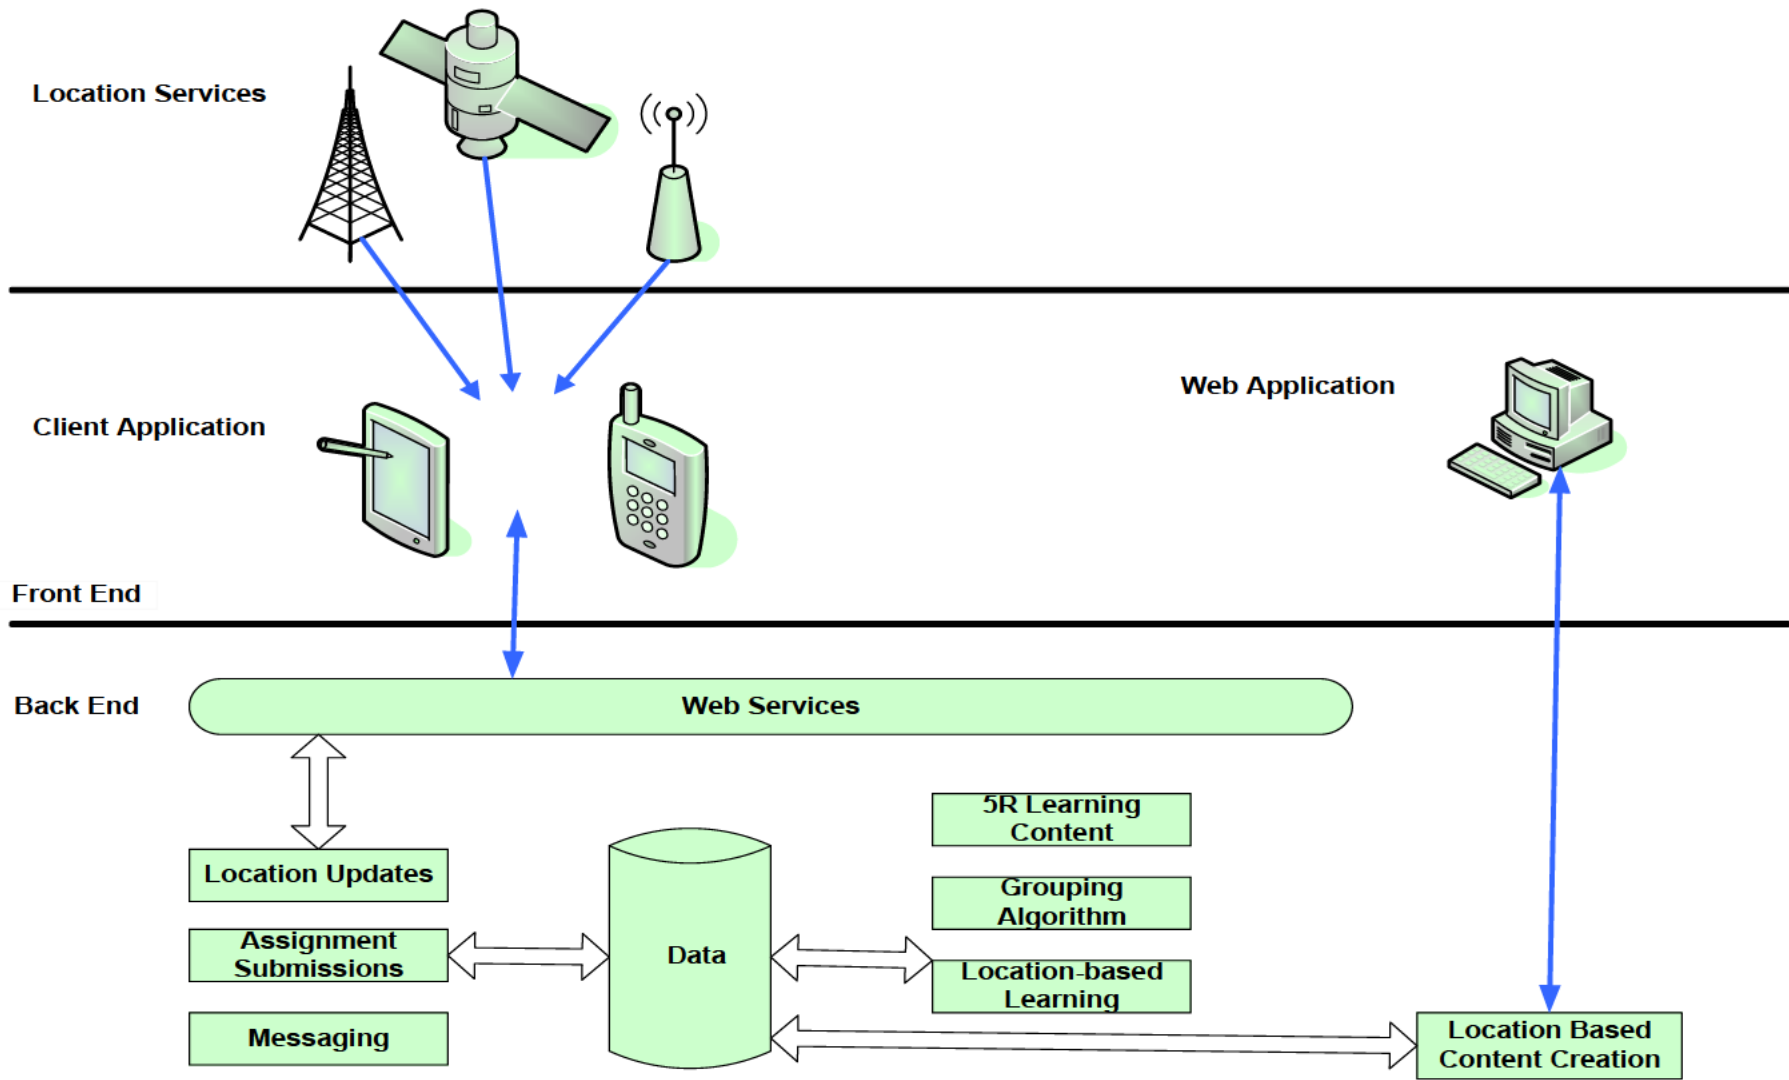 Location Services
Web Application
Client Application
Front End
Back End
Web Services
5R Learning
Content
Location Updates
Grouping
Algorithm
Assignment
Submissions
Data
Location-based
Learning
Messaging
Location Based
Content Creation